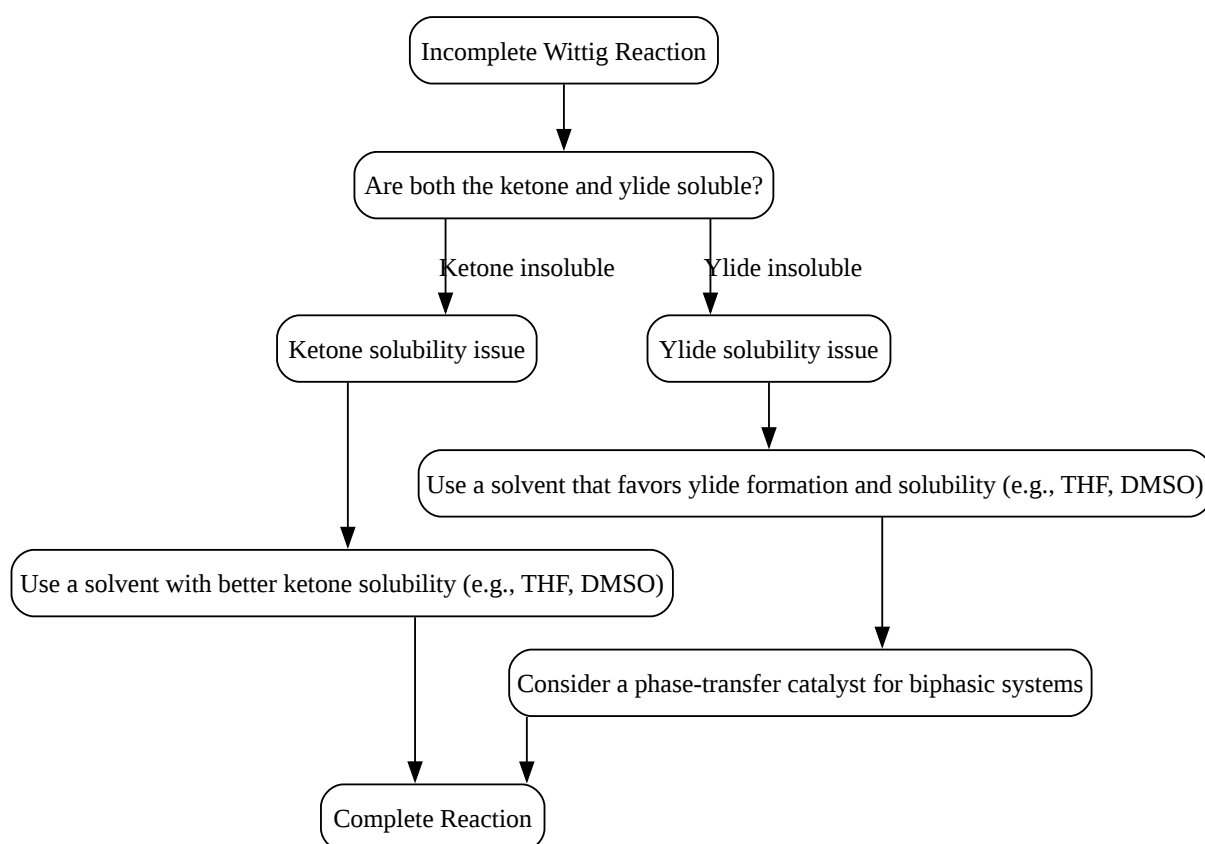 Incomplete Wittig Reaction
Are both the ketone and ylide soluble?
Ketone insoluble
Ylide insoluble
Ketone solubility issue
Ylide solubility issue
Use a solvent that favors ylide formation and solubility (e.g., THF, DMSO)
Use a solvent with better ketone solubility (e.g., THF, DMSO)
Consider a phase-transfer catalyst for biphasic systems
Complete Reaction